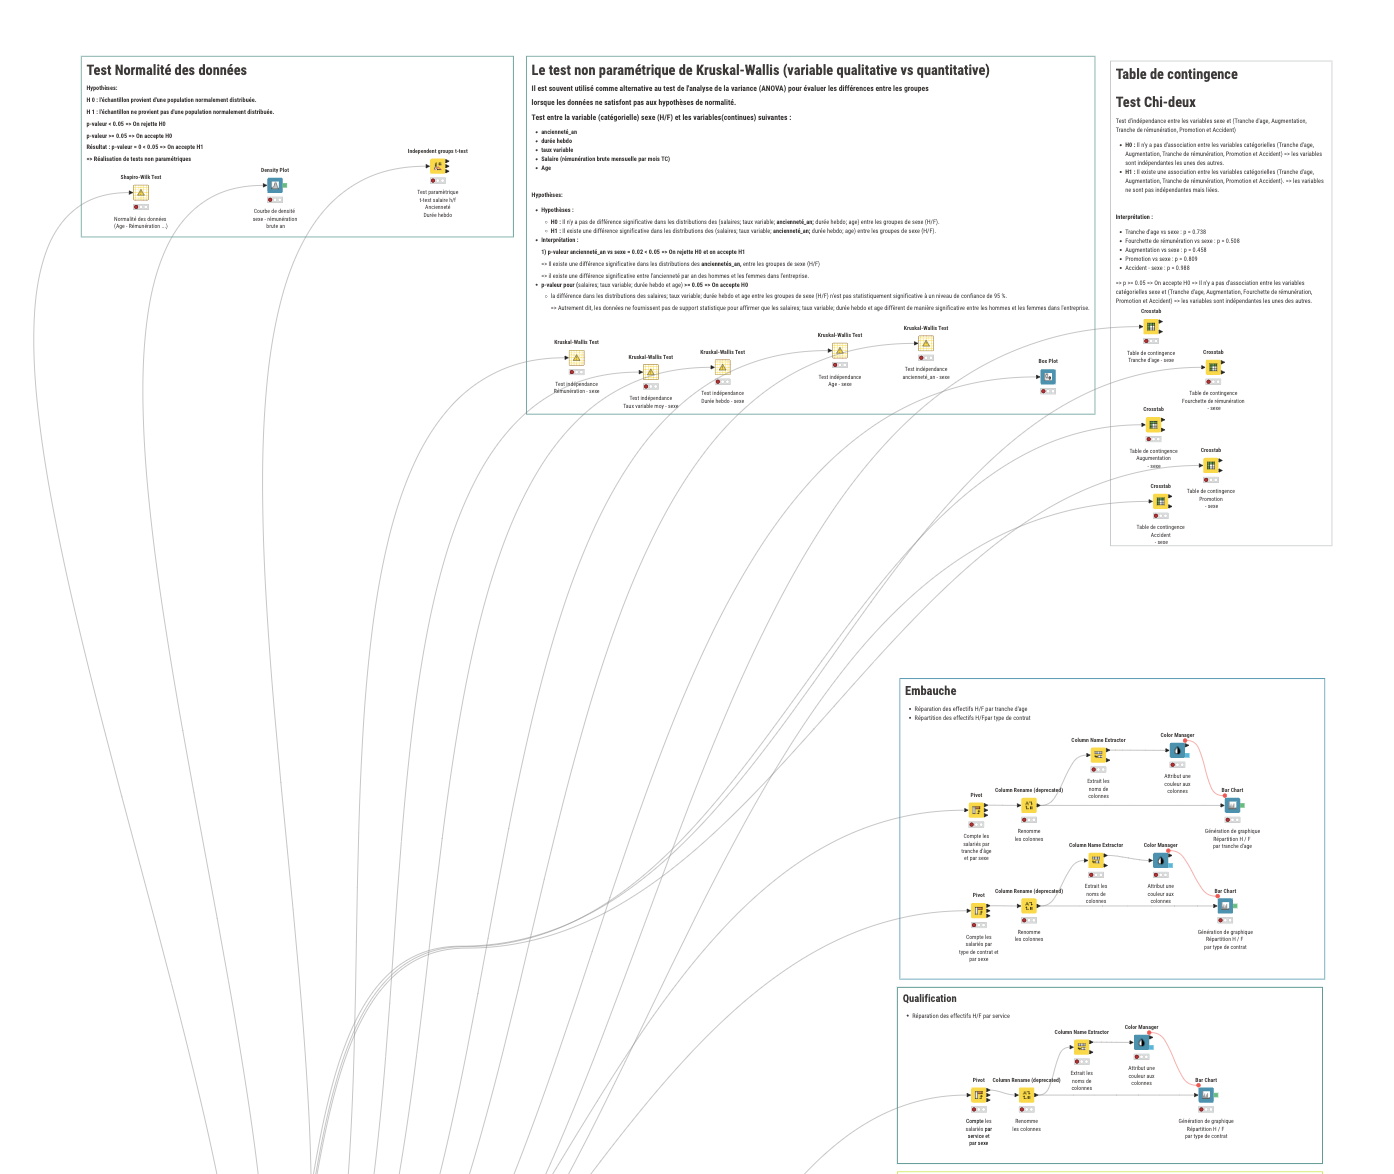 Test Normalité des données
Hypothèses:
H 0 : l'échantillon provient d'une population normalement distribuée.
H 1 : l'échantillon ne provient pas d'une population normalement distribuée.
p-valeur < 0.05 => On rejette H0
p-valeur >= 0.05 => On accepte H0
Résultat : p-valeur = 0 < 0.05 => On accepte H1
=> Réalisation de tests non paramétriques
Shapiro-Wilk Test
Normalité des données
(Age - Rémunération ...)
Density Plot
Courbe de densité
sexe - rémunération
brute an
Independent groups t-test
Test paramétrique
t-test salaire h/f
Ancienneté
Durée hebdo
Le test non paramétrique de Kruskal-Wallis (variable qualitative vs quantitative)
Il est souvent utilisé comme alternative au test de l'analyse de la variance (ANOVA) pour évaluer les différences entre les groupes
lorsque les données ne satisfont pas aux hypothèses de normalité.
Test entre la variable (catégorielle) sexe (H/F) et les variables(continues) suivantes :
• ancienneté_an
• durée hebdo
• taux variable
• Salaire (rémunération brute mensuelle par mois TC)
• Age
Hypothèses:
• Hypothèses :
○ H0 : Il n'y a pas de différence significative dans les distributions des (salaires; taux variable; ancienneté_an; durée hebdo; age) entre les groupes de sexe (H/F).
○ H1 : Il existe une différence significative dans les distributions des (salaires; taux variable; ancienneté_an; durée hebdo; age) entre les groupes de sexe (H/F).
• Interprétation :
1) p-valeur ancienneté_an vs sexe = 0.02 < 0.05 => On rejette H0 et on accepte H1
=> Il existe une différence significative dans les distributions des anciennetés_an, entre les groupes de sexe (H/F)
=> il existe une différence significative entre l'ancienneté par an des hommes et les femmes dans l'entreprise.
• p-valeur pour (salaires; taux variable; durée hebdo et age) >= 0.05 => On accepte H0
○ la différence dans les distributions des salaires; taux variable; durée hebdo et age entre les groupes de sexe (H/F) n'est pas statistiquement significative à un niveau de confiance de 95 %.
=> Autrement dit, les données ne fournissent pas de support statistique pour affirmer que les salaires; taux variable; durée hebdo et age diffèrent de manière significative entre les hommes et les femmes dans l'entreprise.
Kruskal-Wallis Test
Test indépendance
Rémunération - sexe
Kruskal-Wallis Test
Test indépendance
Taux variable moy - sexe
Kruskal-Wallis Test
Test indépendance
Durée hebdo - sexe
Kruskal-Wallis Test
Test indépendance
Age - sexe
Kruskal-Wallis Test
Test indépendance
ancienneté_an - sexe
Box Plot
Table de contingence
Test Chi-deux
Test d'indépendance entre les variables sexe et (Tranche d'age, Augmentation,
Tranche de rémunération, Promotion et Accident)
• H0 : Il n'y a pas d'association entre les variables catégorielles (Tranche d'age,
Augmentation, Tranche de rémunération, Promotion et Accident) => les variables
sont indépendantes les unes des autres.
• H1 : Il existe une association entre les variables catégorielles (Tranche d'age,
Augmentation, Tranche de rémunération, Promotion et Accident). => les variables
ne sont pas indépendantes mais liées.
Interprétation :
• Tranche d'age vs sexe : p = 0.738
• Fourchette de rémunération vs sexe : p = 0.508
• Augmentation vs sexe : p = 0.458
• Promotion vs sexe : p = 0.809
• Accident - sexe : p = 0.988
=> p >= 0.05 => On accepte H0 => Il n'y a pas d'association entre les variables
catégorielles sexe et (Tranche d'age, Augmentation, Fourchette de rémunération,
Promotion et Accident) => les variables sont indépendantes les unes des autres.
Crosstab
Table de contingence
Tranche d'age - sexe
Crosstab
Table de contingence
Fourchette de rémunération
- sexe
Crosstab
Table de contingence
Augumentation
- sexe
Crosstab
Table de contingence
Promotion
- sexe
Crosstab
Table de contingence
Accident
- sexe
Embauche
• Réparation des effectifs H/F par tranche d'age
• Répartition des effectifs H/Fpar type de contrat
Pivot
Compte les
salariés par
tranche d'âge
et par sexe
Column Rename (deprecated)
Renomme
les colonnes
Column Name Extractor
Extrait les
noms de
colonnes
Color Manager
Attribut une
couleur aux
colonnes
Bar Chart
Génération de graphique
Répartition H / F
par tranche d'age
Pivot
Compte les
salariés par
type de contrat et
par sexe
Column Rename (deprecated)
Renomme
les colonnes
Column Name Extractor
Extrait les
noms de
colonnes
Color Manager
Attribut une
couleur aux
colonnes
Bar Chart
Génération de graphique
Répartition H / F
par type de contrat
Qualification
• Réparation des effectifs H/F par service
Pivot
Compte les
salariés par
service et
par sexe
Column Rename (deprecated)
Renomme
les colonnes
Column Name Extractor
Extrait les
noms de
colonnes
Color Manager
Attribut une
couleur aux
colonnes
Bar Chart
Génération de graphique
Répartition H / F
par type de contrat